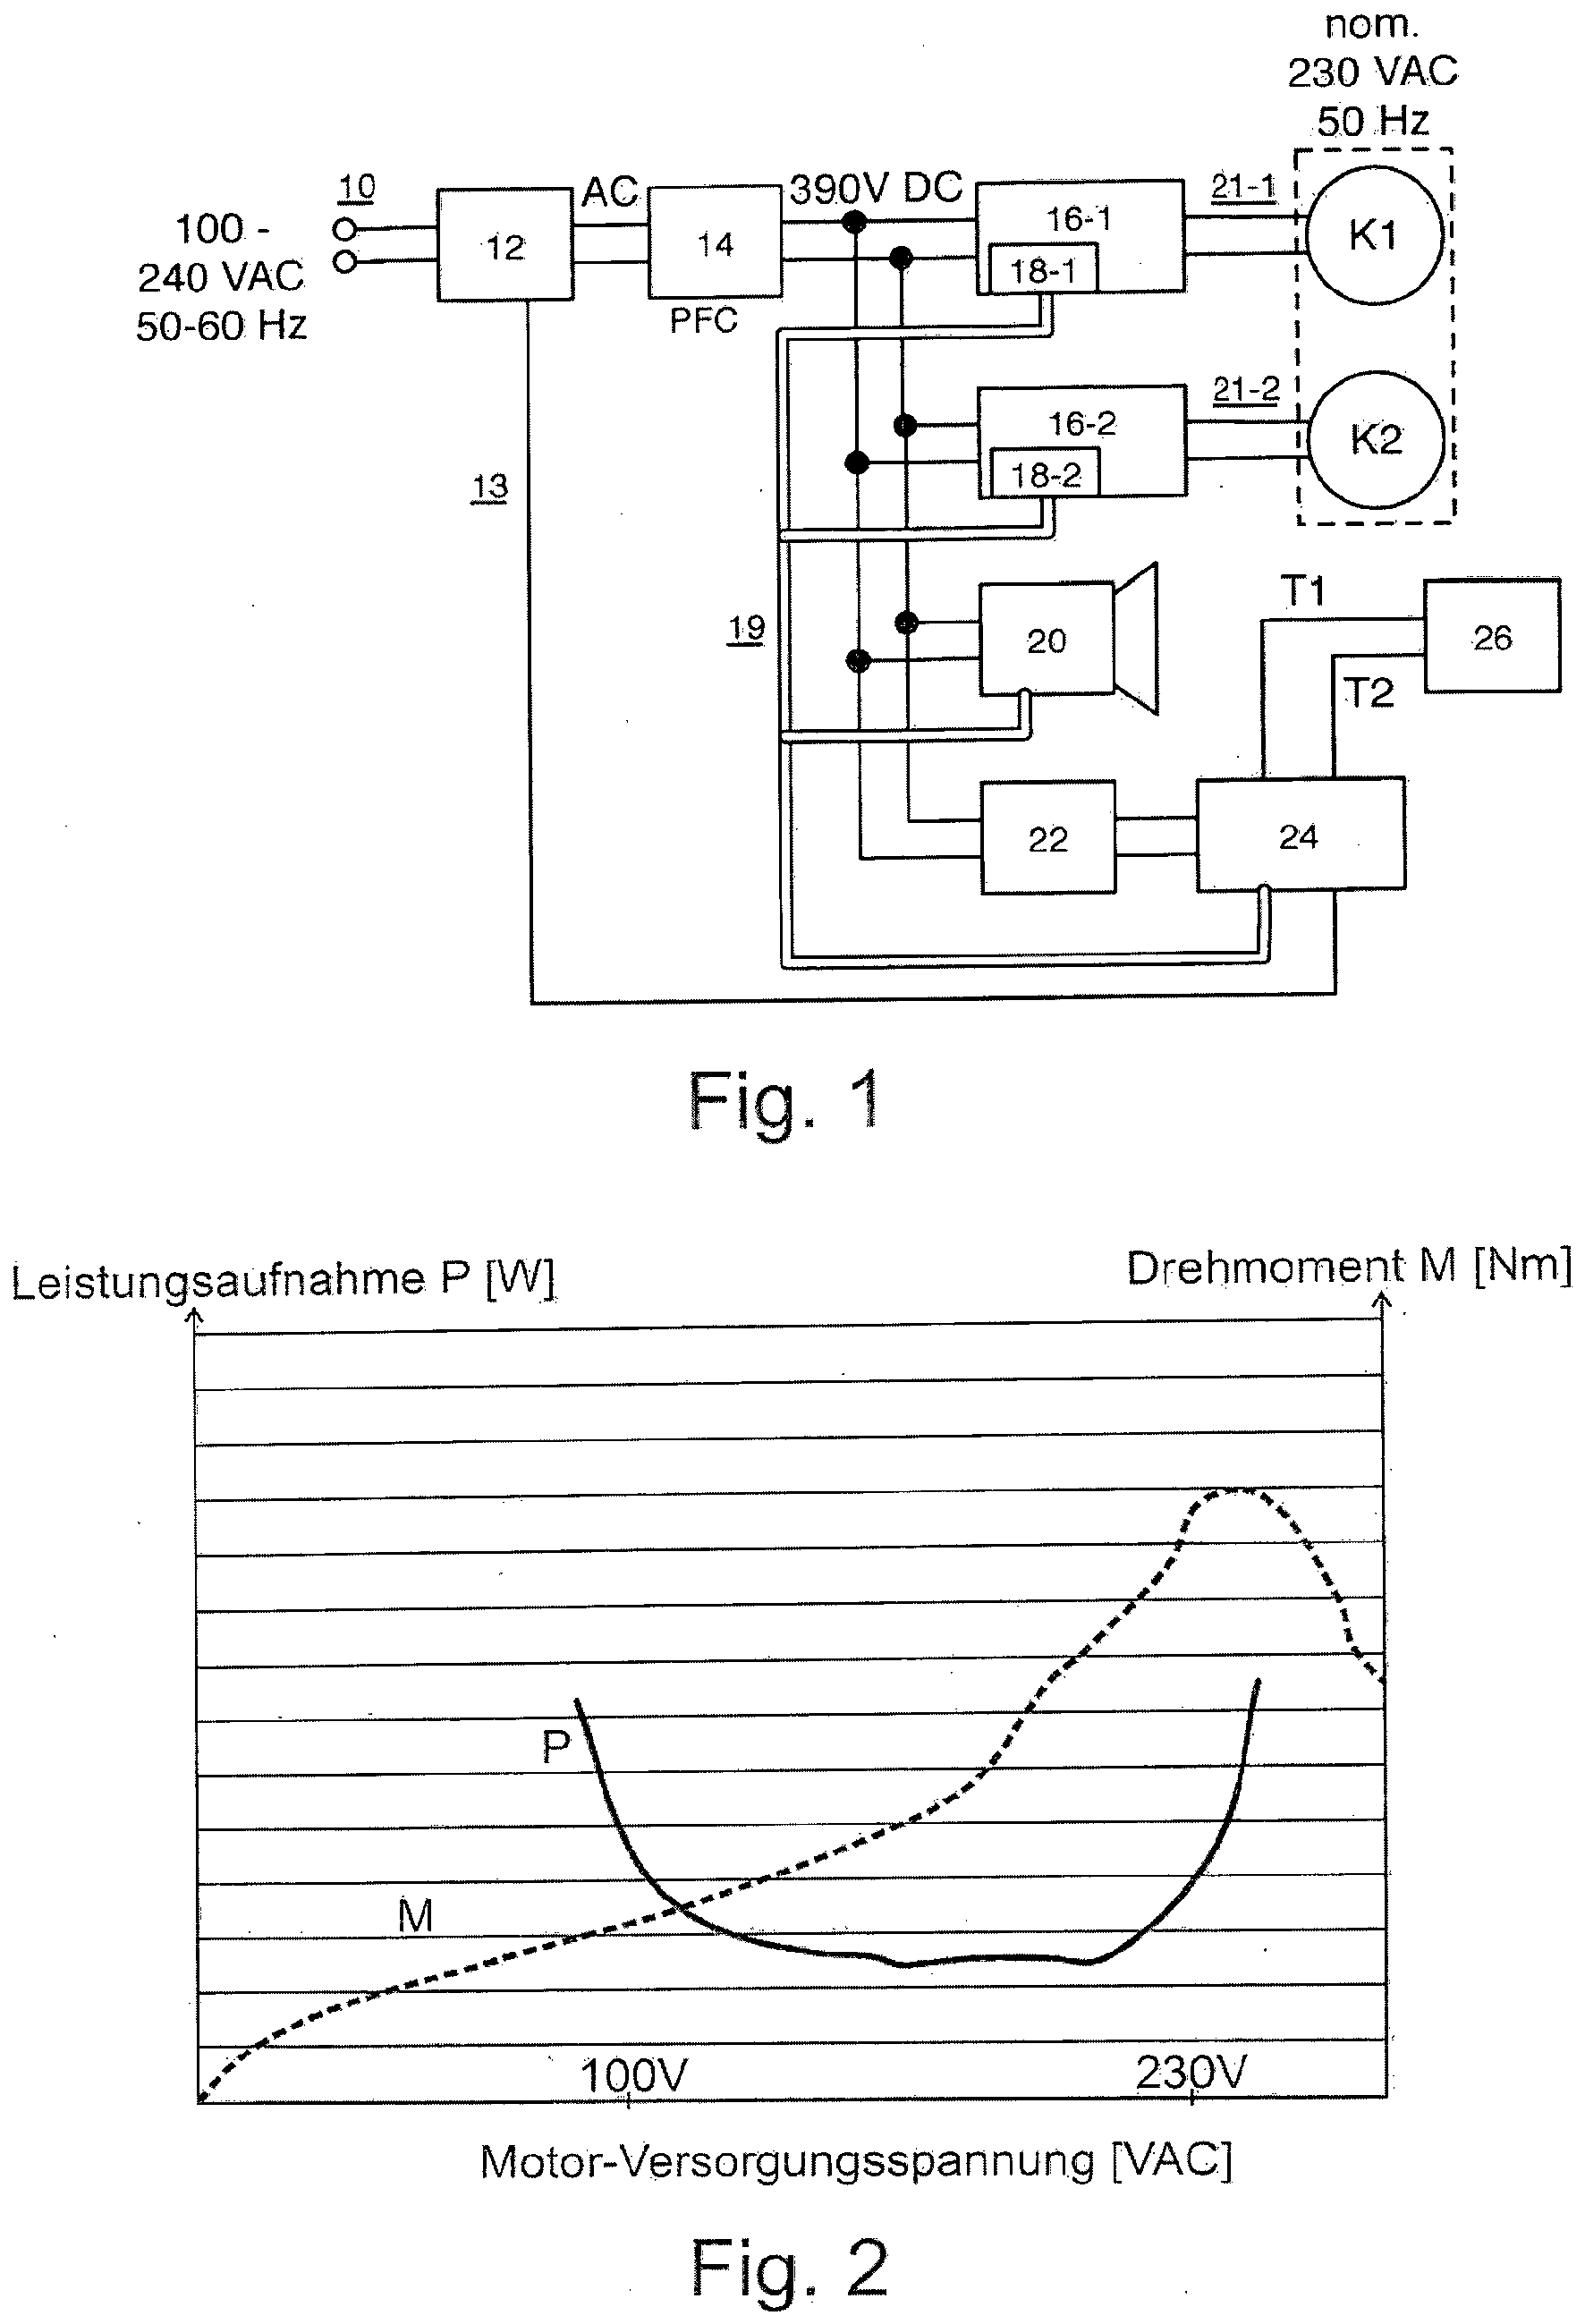 nom.
230 VAC
50 Hz
10
100 -
240 VAC
50-60 Hz
12
AC
14
PFC
390V DC
16-1
18-1
21-1
K1
16-2
18-2
21-2
K2
13
19
20
T1
T2
26
22
24
Fig. 1
Leistungsaufnahme P [W]
Drehmoment M [Nm]
P
M
100V
230V
Motor-Versorgungsspannung [VAC]
Fig. 2